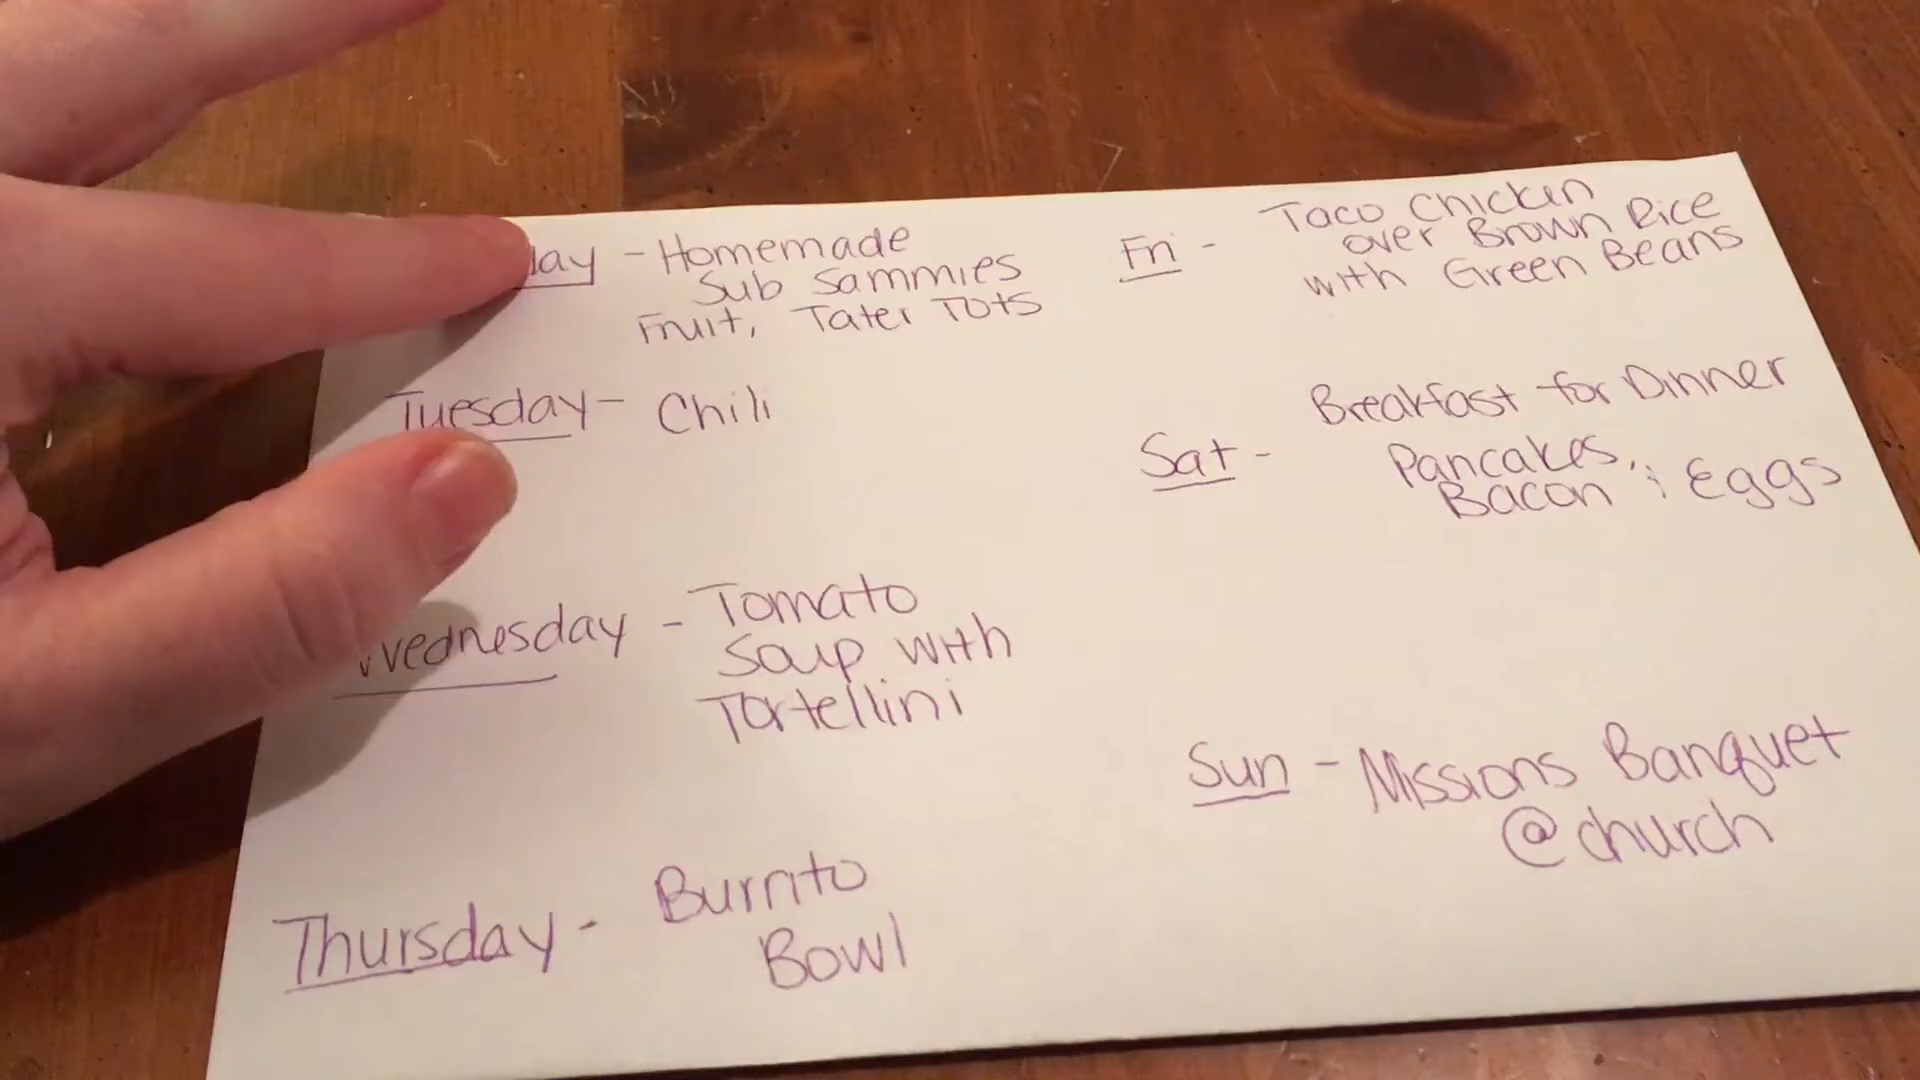 day - Homemade
Sub Sammies
Fruit, Tater Tots
Tuesday - Chili
Wednesday - Tomato
Soup with
Tortellini
Thursday - Burrito
Bowl
Fri - Taco Chicken
over Brown Rice
with Green Beans
Sat - Breakfast for Dinner
Pancakes,
Bacon & Eggs
Sun - Missions Banquet
@ church